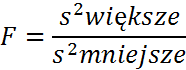 F = s²większe / s²mniejsze